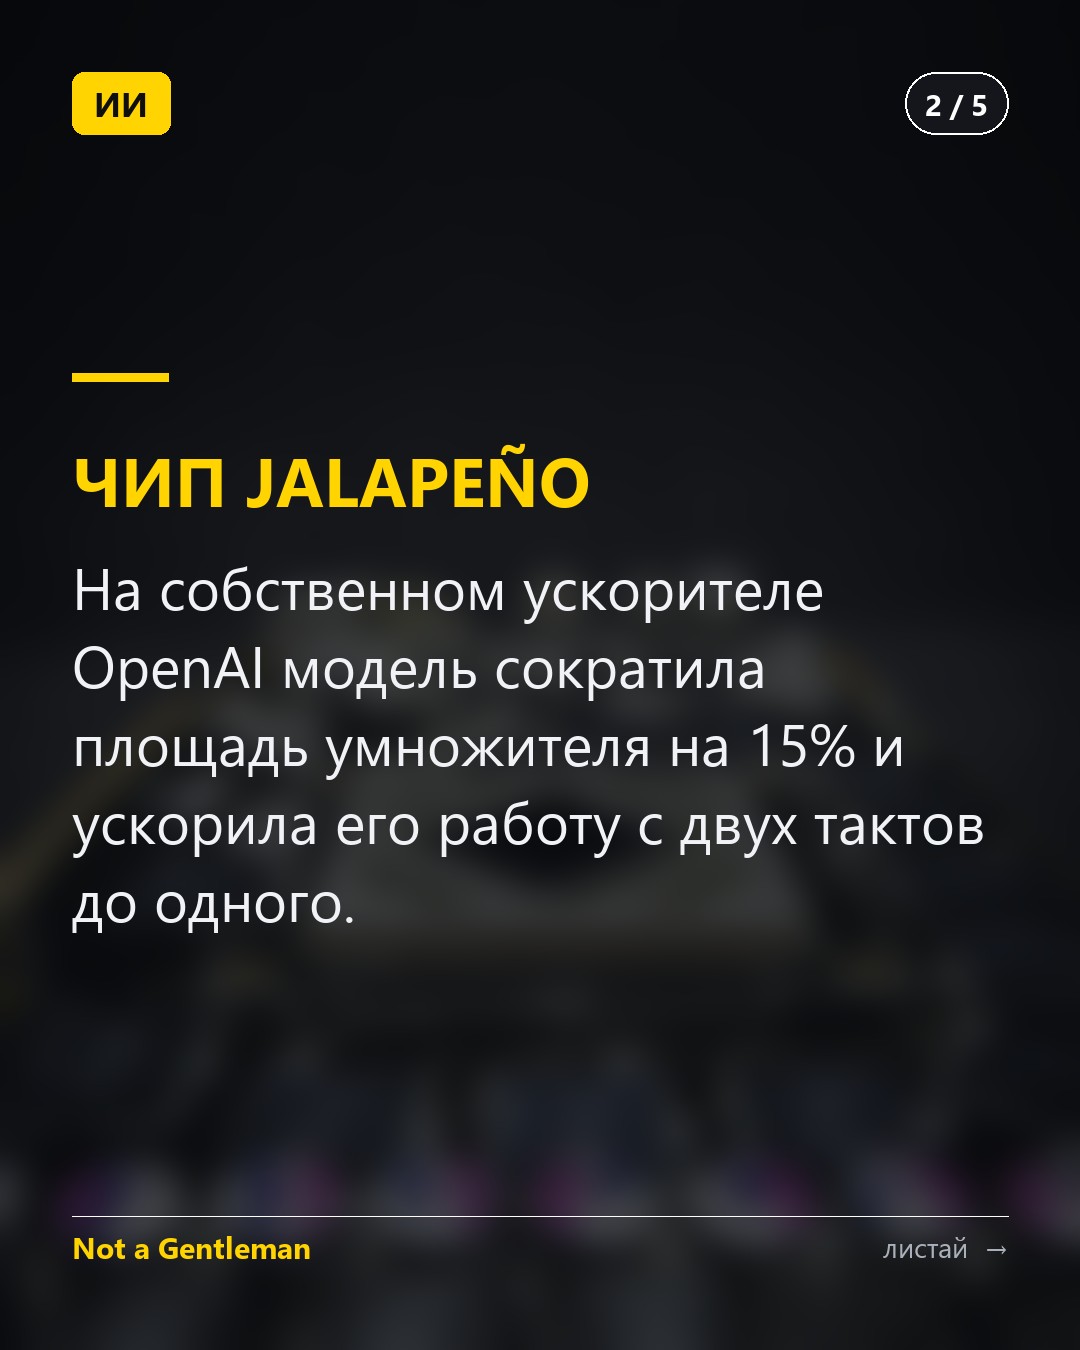 ИИ
2 / 5
ЧИП JALAPEÑO
На собственном ускорителе
OpenAI модель сократила
площадь умножителя на 15% и
ускорила его работу с двух тактов
до одного.
Not a Gentleman
листай →